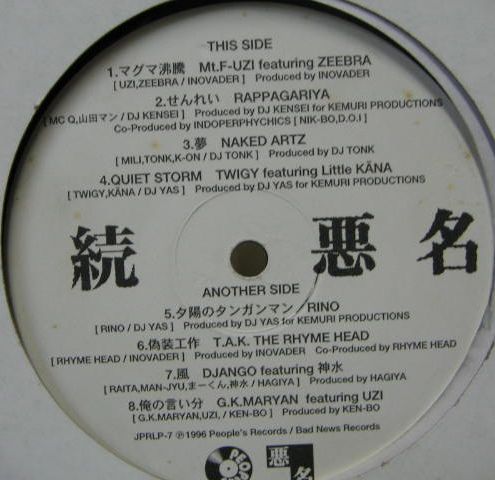 THIS SIDE
1.マグマ沸騰 Mt.F-UZI featuring ZEEBRA
[ UZI,ZEEBRA / INOVADER ] Produced by INOVADER
2.せんれい RAPPAGARIYA
[ MC Q,山田マン / DJ KENSEI ] Produced by DJ KENSEI for KEMURI PRODUCTIONS
Co-Produced by INDOPERPHYCHICS [ NIK-BO,D.O.I ]
3.夢 NAKED ARTZ
[ MILI,TONK,K-ON / DJ TONK ] Produced by DJ TONK
4.QUIET STORM TWIGY featuring Little KĀNA
[ TWIGY,KĀNA / DJ YAS ] Produced by DJ YAS for KEMURI PRODUCTIONS
続 悪名
ANOTHER SIDE
5.夕陽のタンガンマン／RINO
[ RINO / DJ YAS ] Produced by DJ YAS for KEMURI PRODUCTIONS
6.偽装工作 T.A.K. THE RHYME HEAD
[ RHYME HEAD / INOVADER ] Produced by INOVADER Co-Produced by RHYME HEAD
7.風 DJANGO featuring 神水
[ RAITA,MAN-JYU,まーくん,神水 / HAGIYA ] Produced by HAGIYA
8.俺の言い分 G.K.MARYAN featuring UZI
[ G.K.MARYAN,UZI, / KEN-BO ] Produced by KEN-BO
JPRLP-7 ℗1996 People's Records / Bad News Records
悪名